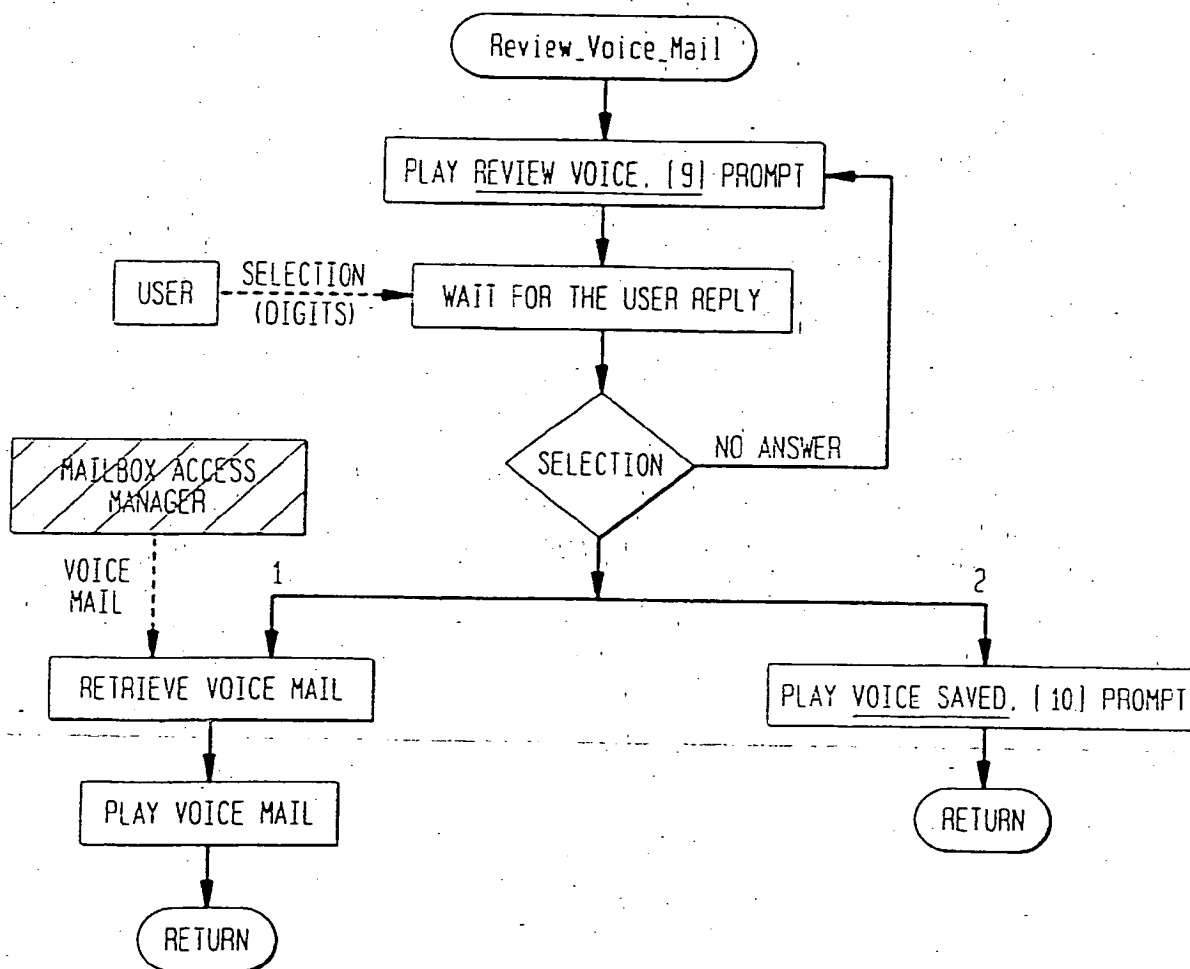 Review_Voice_Mail
PLAY REVIEW VOICE. [9] PROMPT
USER
SELECTION
(DIGITS)
WAIT FOR THE USER REPLY
SELECTION
NO ANSWER
MAILBOX ACCESS
MANAGER
VOICE
MAIL
1
2
RETRIEVE VOICE MAIL
PLAY VOICE SAVED. [10] PROMPT
PLAY VOICE MAIL
RETURN
RETURN